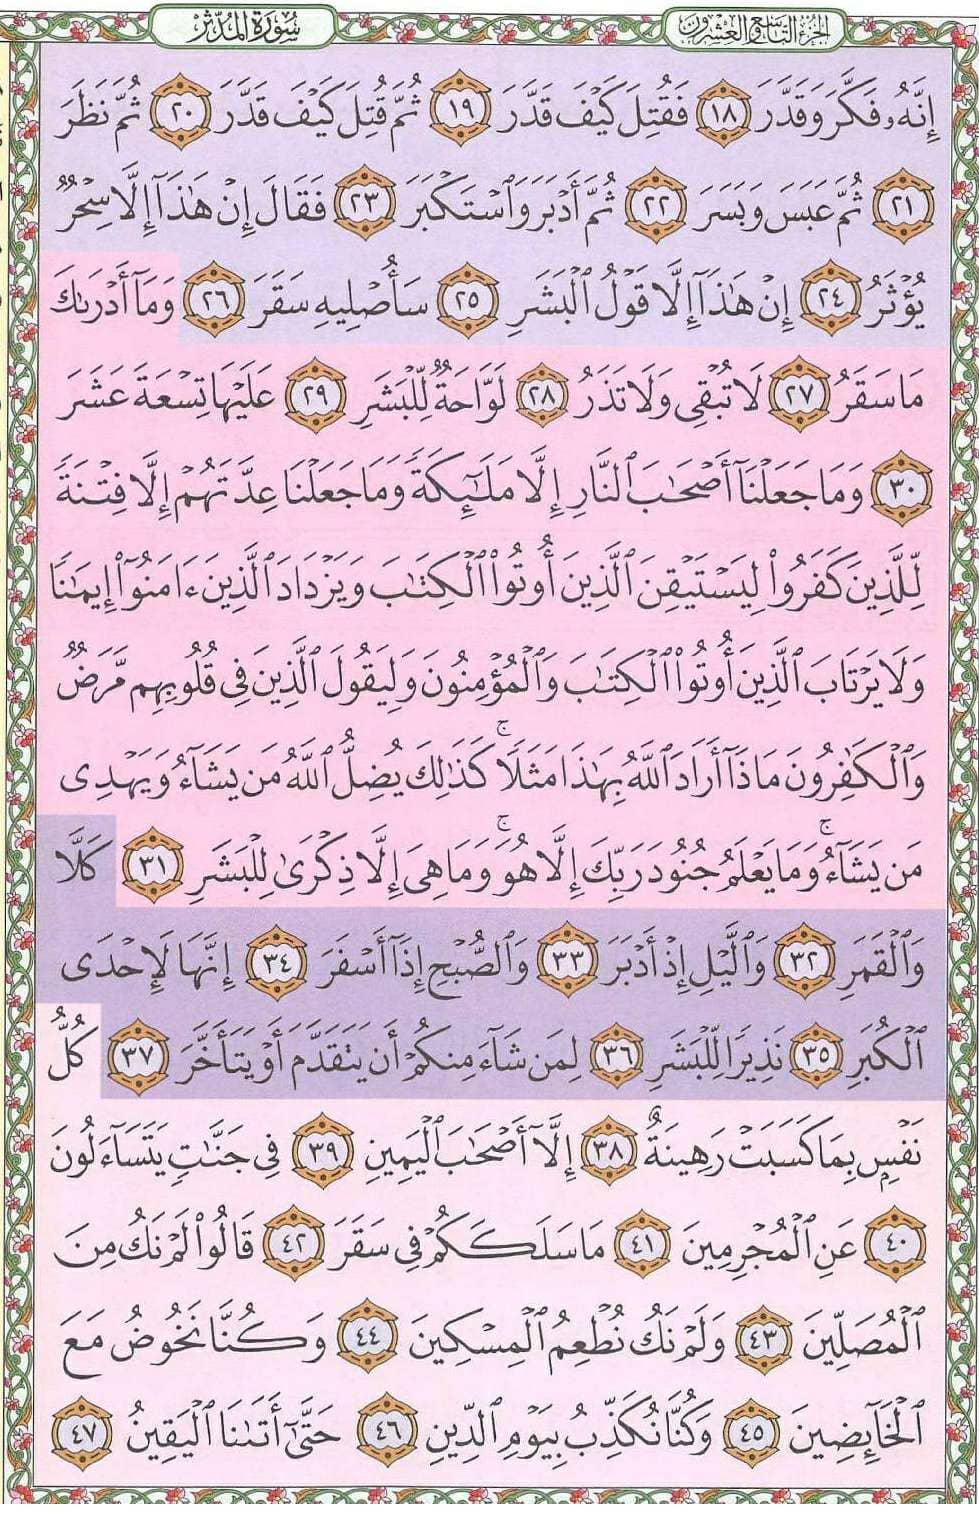 الجزء التاسع والعشرون
سورة المدثر
إِنَّهُۥ فَكَّرَ وَقَدَّرَ ١٨ فَقُتِلَ كَيْفَ قَدَّرَ ١٩ ثُمَّ قُتِلَ كَيْفَ قَدَّرَ ٢٠ ثُمَّ نَظَرَ
٢١ ثُمَّ عَبَسَ وَبَسَرَ ٢٢ ثُمَّ أَدْبَرَ وَٱسْتَكْبَرَ ٢٣ فَقَالَ إِنْ هَٰذَآ إِلَّا سِحْرٌ
يُؤْثَرُ ٢٤ إِنْ هَٰذَآ إِلَّا قَوْلُ ٱلْبَشَرِ ٢٥ سَأُصْلِيهِ سَقَرَ ٢٦ وَمَآ أَدْرَىٰكَ
مَا سَقَرُ ٢٧ لَا تُبْقِى وَلَا تَذَرُ ٢٨ لَوَّاحَةٌ لِّلْبَشَرِ ٢٩ عَلَيْهَا تِسْعَةَ عَشَرَ
٣٠ وَمَا جَعَلْنَآ أَصْحَٰبَ ٱلنَّارِ إِلَّا مَلَٰٓئِكَةً وَمَا جَعَلْنَا عِدَّتَهُمْ إِلَّا فِتْنَةً
لِّلَّذِينَ كَفَرُوا۟ لِيَسْتَيْقِنَ ٱلَّذِينَ أُوتُوا۟ ٱلْكِتَٰبَ وَيَزْدَادَ ٱلَّذِينَ ءَامَنُوٓا۟ إِيمَٰنًا
وَلَا يَرْتَابَ ٱلَّذِينَ أُوتُوا۟ ٱلْكِتَٰبَ وَٱلْمُؤْمِنُونَ وَلِيَقُولَ ٱلَّذِينَ فِى قُلُوبِهِم مَّرَضٌ
وَٱلْكَٰفِرُونَ مَاذَآ أَرَادَ ٱللَّهُ بِهَٰذَا مَثَلًا ۚ كَذَٰلِكَ يُضِلُّ ٱللَّهُ مَن يَشَآءُ وَيَهْدِى
مَن يَشَآءُ ۚ وَمَا يَعْلَمُ جُنُودَ رَبِّكَ إِلَّا هُوَ ۚ وَمَا هِىَ إِلَّا ذِكْرَىٰ لِلْبَشَرِ ٣١ كَلَّا
وَٱلْقَمَرِ ٣٢ وَٱلَّيْلِ إِذْ أَدْبَرَ ٣٣ وَٱلصُّبْحِ إِذَآ أَسْفَرَ ٣٤ إِنَّهَا لَإِحْدَى
ٱلْكُبَرِ ٣٥ نَذِيرًا لِّلْبَشَرِ ٣٦ لِمَن شَآءَ مِنكُمْ أَن يَتَقَدَّمَ أَوْ يَتَأَخَّرَ ٣٧ كُلُّ
نَفْسٍۭ بِمَا كَسَبَتْ رَهِينَةٌ ٣٨ إِلَّآ أَصْحَٰبَ ٱلْيَمِينِ ٣٩ فِى جَنَّٰتٍ يَتَسَآءَلُونَ
٤٠ عَنِ ٱلْمُجْرِمِينَ ٤١ مَا سَلَكَكُمْ فِى سَقَرَ ٤٢ قَالُوا۟ لَمْ نَكُ مِنَ
ٱلْمُصَلِّينَ ٤٣ وَلَمْ نَكُ نُطْعِمُ ٱلْمِسْكِينَ ٤٤ وَكُنَّا نَخُوضُ مَعَ
ٱلْخَآئِضِينَ ٤٥ وَكُنَّا نُكَذِّبُ بِيَوْمِ ٱلدِّينِ ٤٦ حَتَّىٰٓ أَتَىٰنَا ٱلْيَقِينُ ٤٧